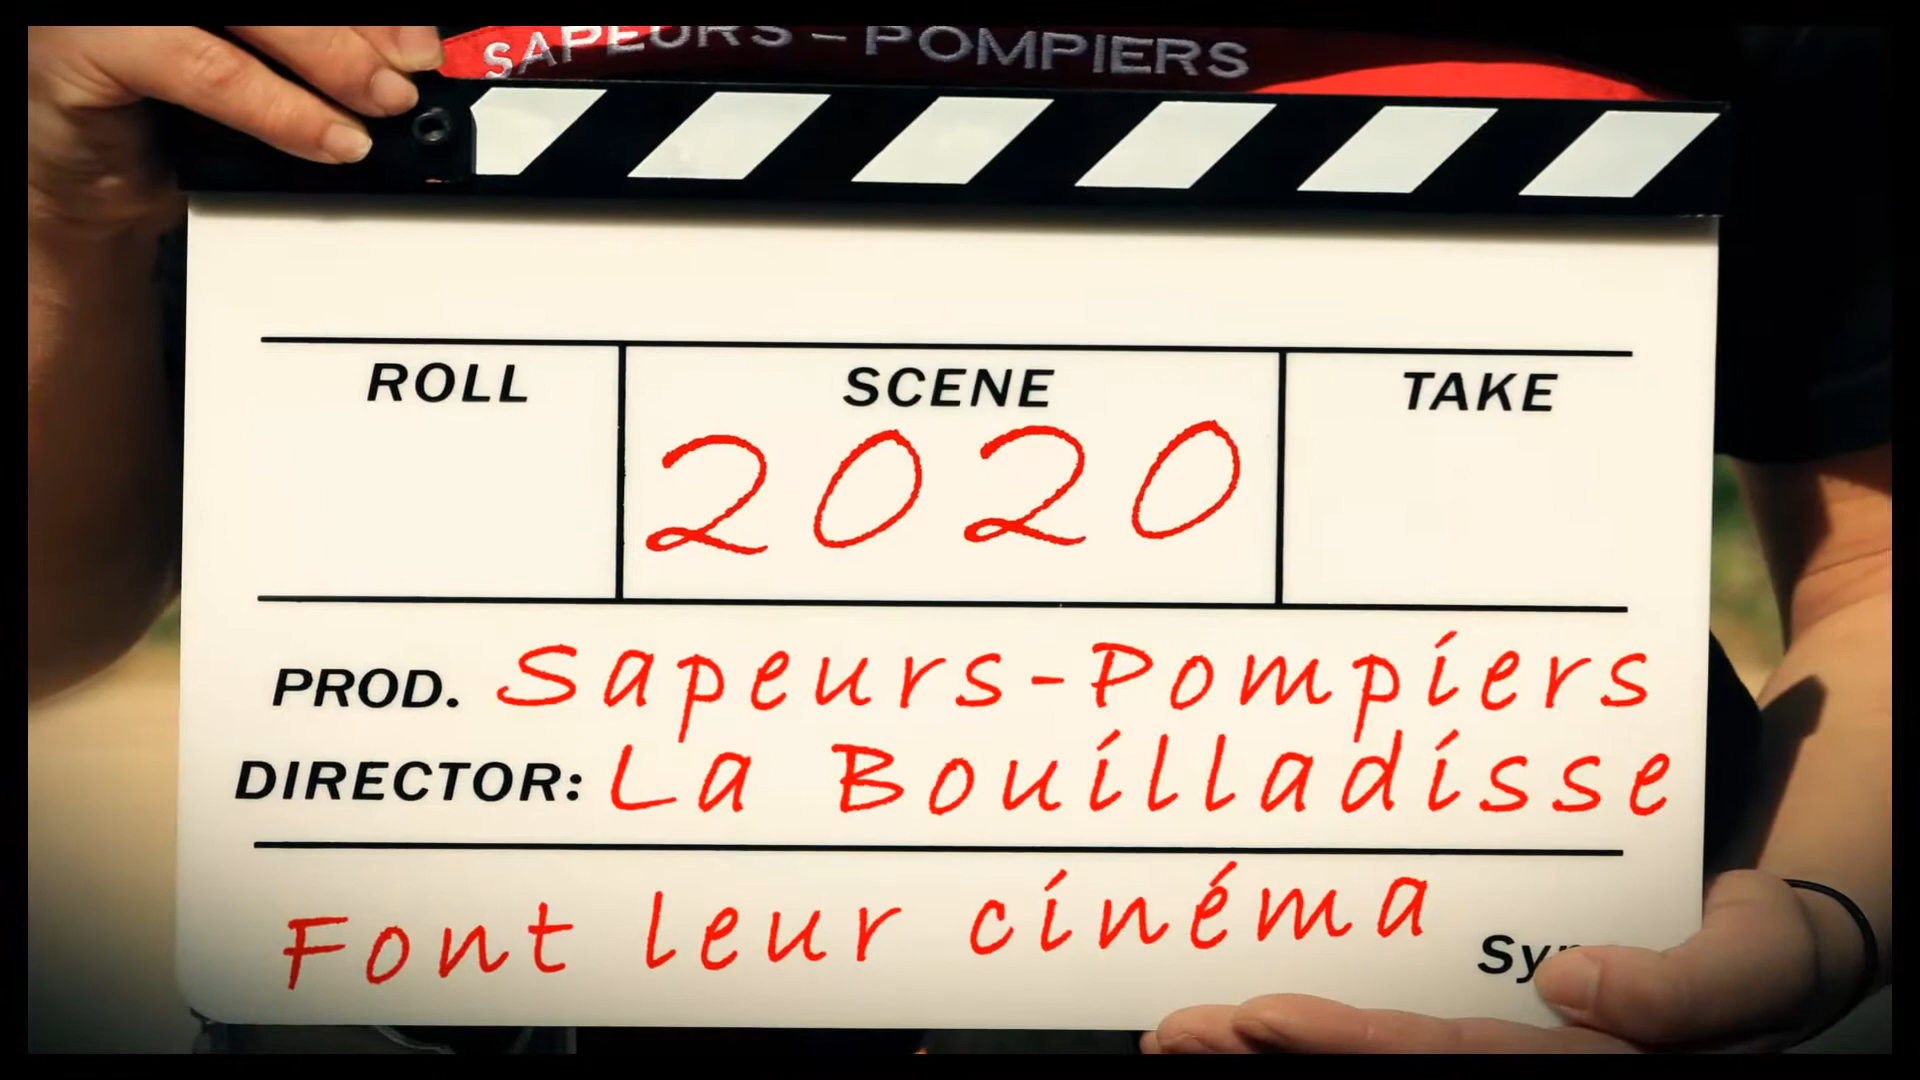 SAPEURS - POMPIERS
ROLL SCENE TAKE
2020
PROD. Sapeurs-Pompiers
DIRECTOR: La Bouilladisse
Font leur cinéma